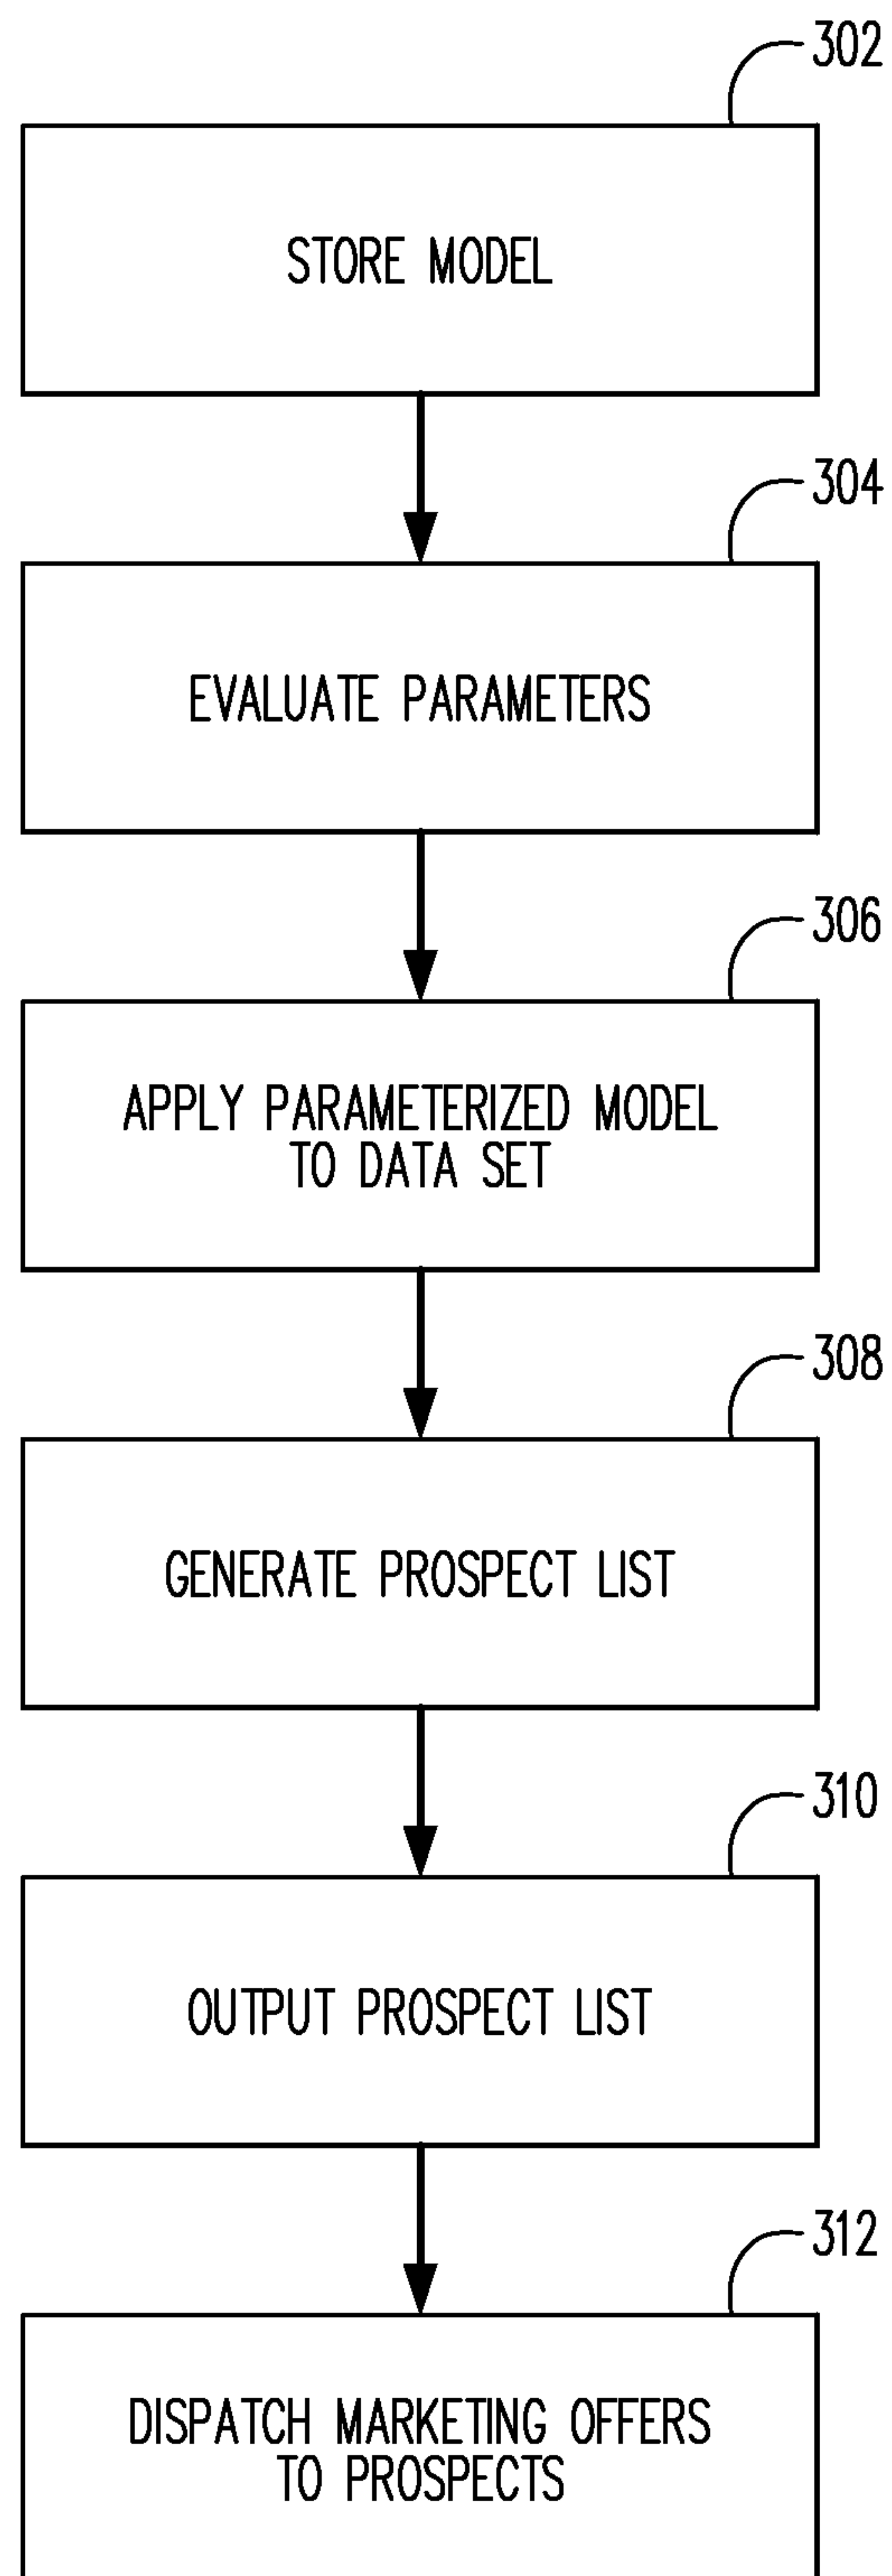 302
STORE MODEL
304
EVALUATE PARAMETERS
306
APPLY PARAMETERIZED MODEL
TO DATA SET
308
GENERATE PROSPECT LIST
310
OUTPUT PROSPECT LIST
312
DISPATCH MARKETING OFFERS
TO PROSPECTS